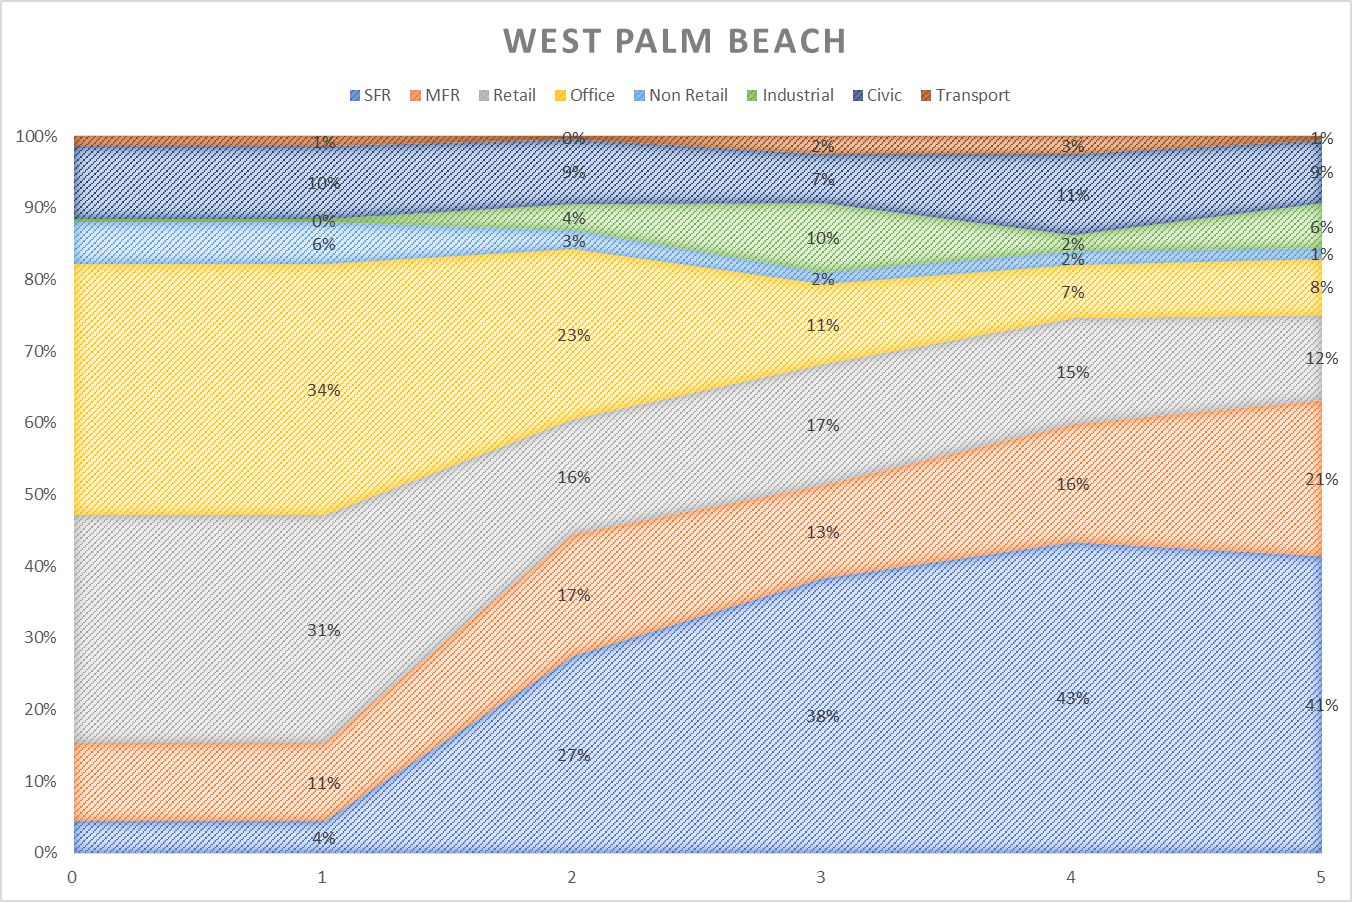 WEST PALM BEACH
SFR MFR Retail Office Non Retail Industrial Civic Transport
100%
1% 0% 2% 3% 1%
10% 9% 7% 11% 9%
90%
0% 4% 10% 2% 6%
6% 3% 2% 2% 1%
80%
34% 23% 11% 7% 8%
70%
31% 16% 17% 15% 12%
60%
11% 17% 13% 16% 21%
50%
4% 27% 38% 43% 41%
40%
30%
20%
10%
0%
0 1 2 3 4 5